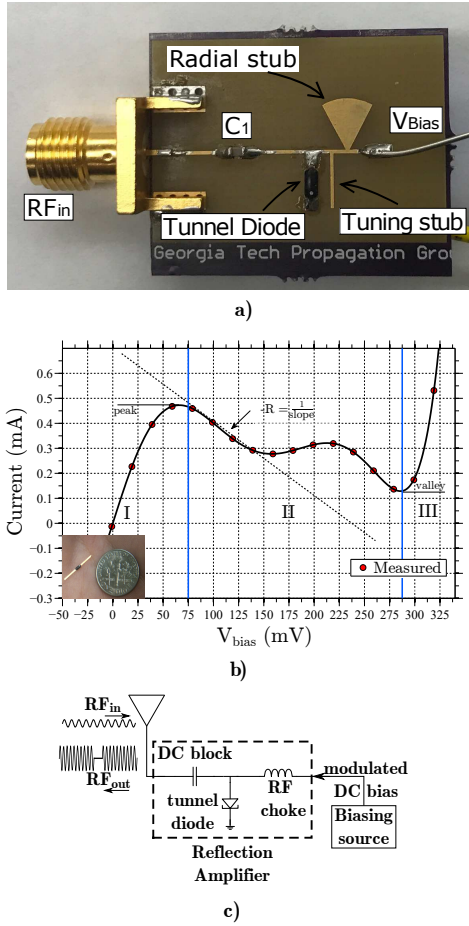 Radial stub
C1
VBias
RFin
Tunnel Diode
Tuning stub
Georgia Tech Propagation Grou
a)
Current (mA)
0.6
0.5
0.4
0.3
0.2
0.1
0
-0.1
-0.2
-0.3
peak
-R = 1/slope
I
II
III
valley
Measured
−50 −25 0 25 50 75 100 125 150 175 200 225 250 275 300 325
Vbias (mV)
b)
RFin
RFout
DC block
tunnel
diode
RF
choke
modulated
DC bias
Biasing
source
Reflection
Amplifier
c)